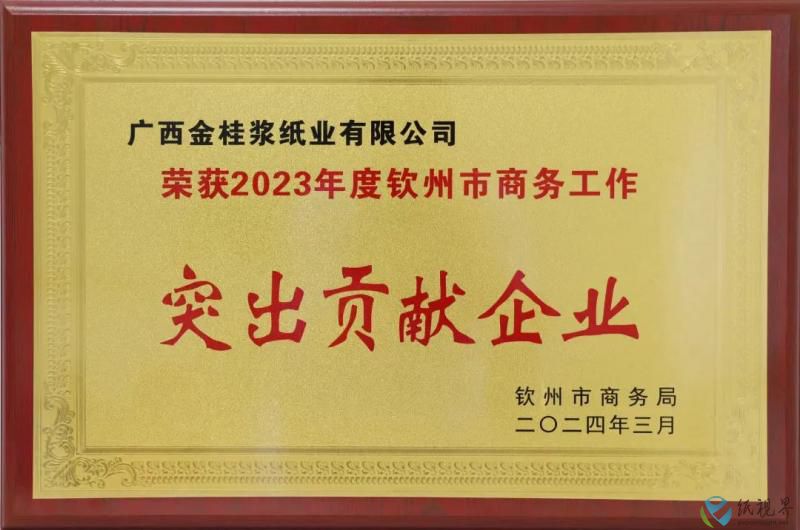 广西金桂浆纸业有限公司
荣获2023年度钦州市商务工作
突出贡献企业
钦州市商务局
二〇二四年三月
纸视界